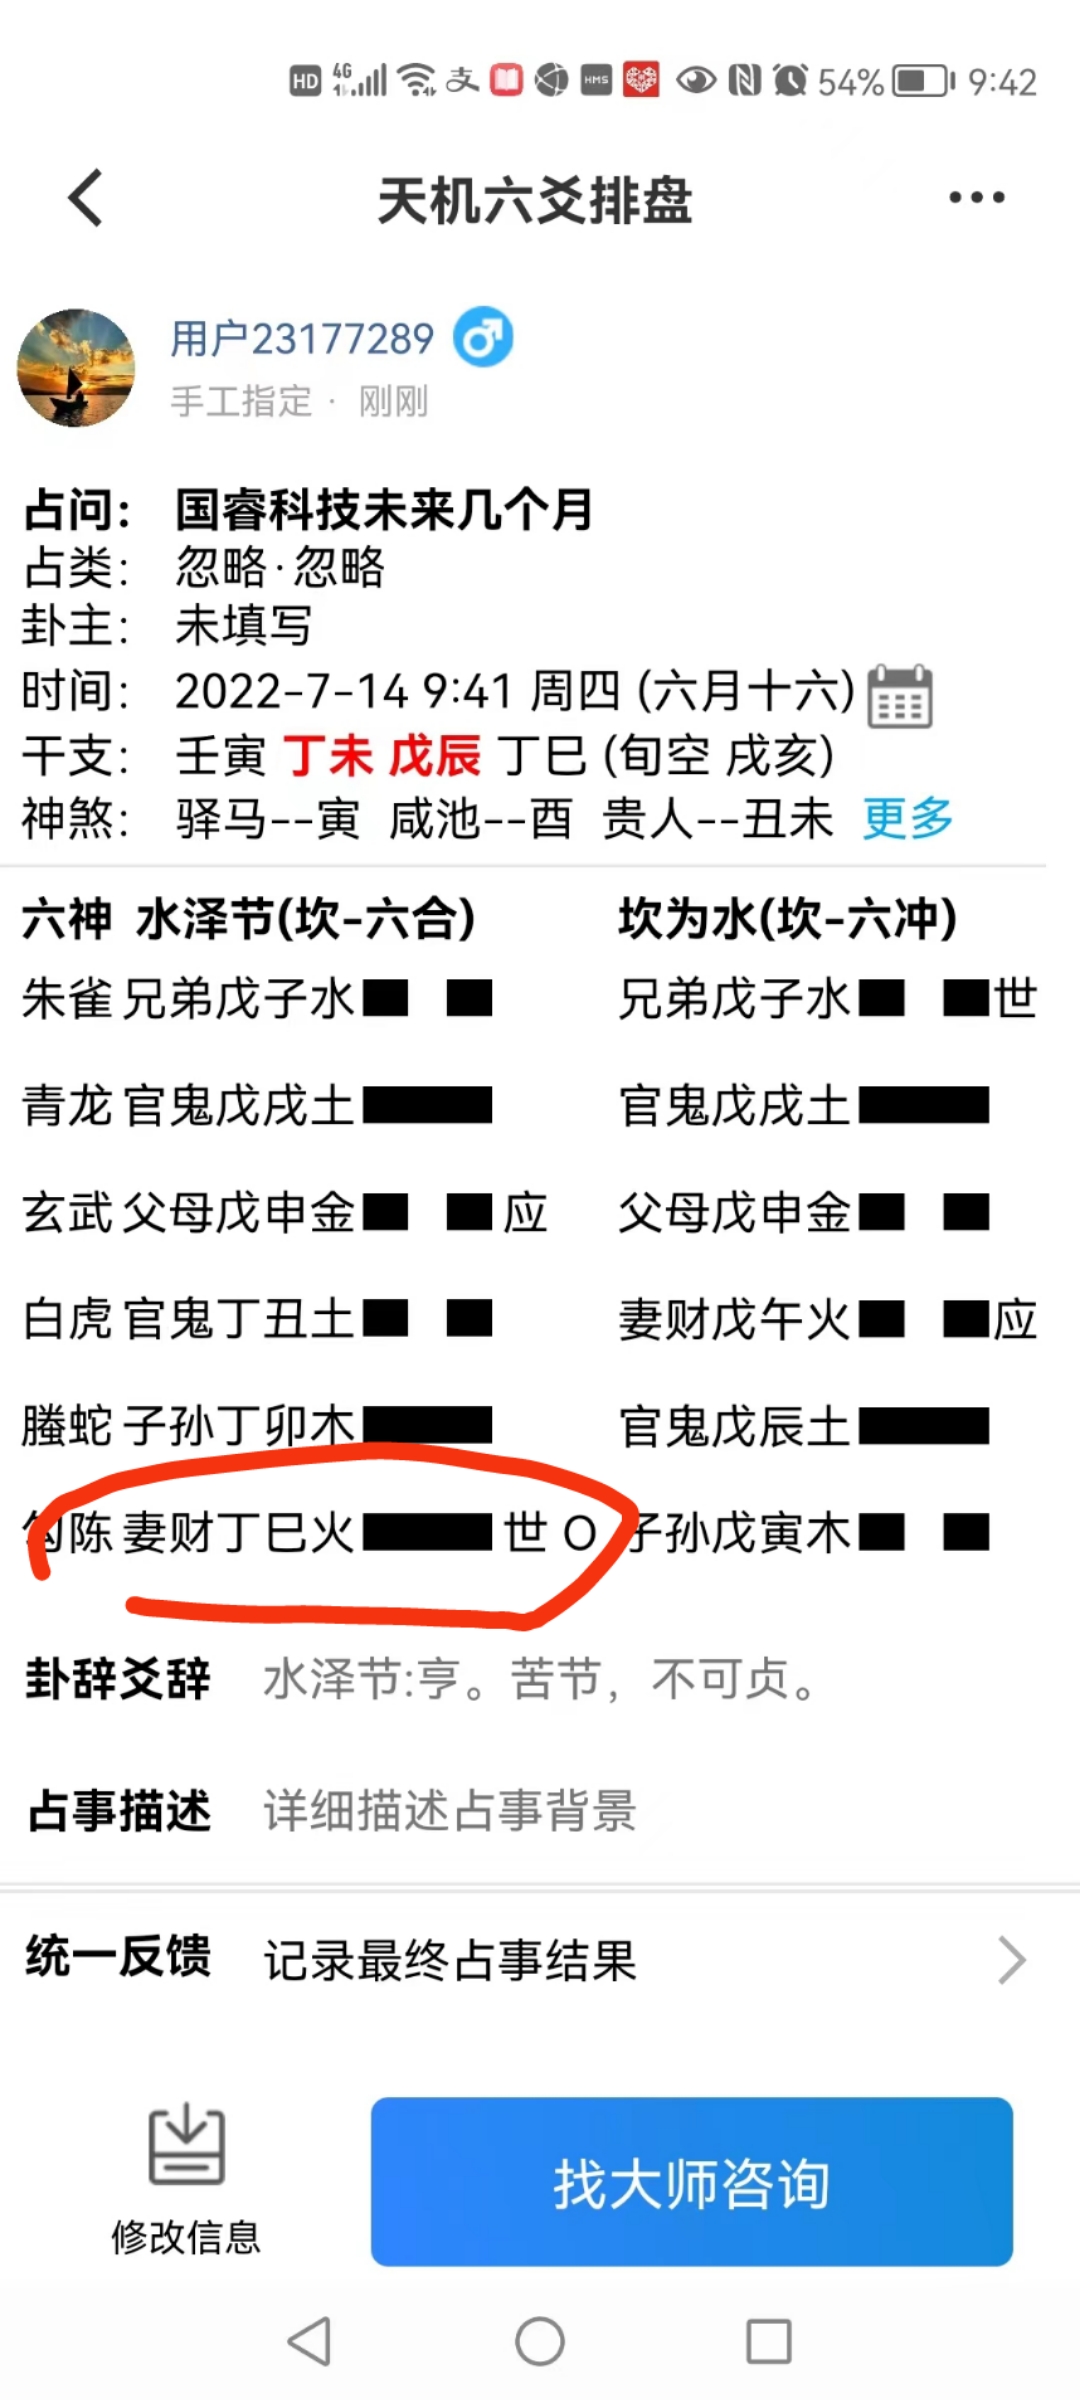 HD 4G 支 HMS 54% 9:42
天机六爻排盘
用户23177289
手工指定 · 刚刚
占问： 国睿科技未来几个月
占类： 忽略·忽略
卦主： 未填写
时间： 2022-7-14 9:41 周四 (六月十六)
干支： 壬寅 丁未 戊辰 丁巳 (旬空 戌亥)
神煞： 驿马--寅 咸池--酉 贵人--丑未 更多
六神 水泽节(坎-六合) 坎为水(坎-六冲)
朱雀 兄弟戊子水 兄弟戊子水 世
青龙 官鬼戊戌土 官鬼戊戌土
玄武 父母戊申金 应 父母戊申金
白虎 官鬼丁丑土 妻财戊午火 应
螣蛇 子孙丁卯木 官鬼戊辰土
勾陈 妻财丁巳火 世 O 子孙戊寅木
卦辞爻辞 水泽节:亨。苦节，不可贞。
占事描述 详细描述占事背景
统一反馈 记录最终占事结果
修改信息
找大师咨询